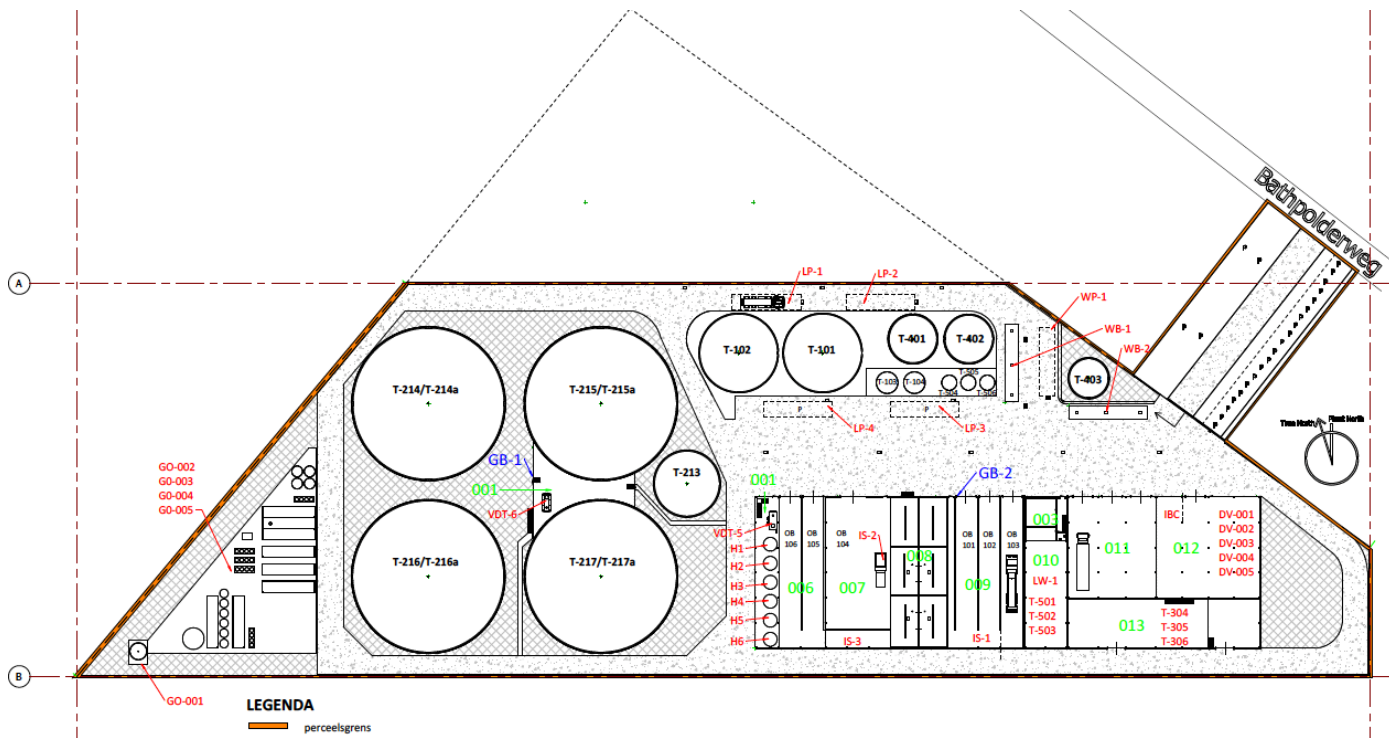 Bathpolderweg
A
LP-1
LP-2
WP-1
WB-1
WB-2
T-102
T-101
T-401
T-402
T-403
T-505
T-103
T-104
T-504
P
P
LP-4
LP-3
P
P
P
P
True North
Plant North
T-214/T-214a
T-215/T-215a
T-213
GB-1
001
VDT-6
T-216/T-216a
T-217/T-217a
GO-002
G0-003
GO-004
G0-005
GO-001
GB-2
001
VDT-5
H1
H2
H3
H4
H5
H6
OB
106
OB
105
OB
104
006
007
IS-2
IS-3
008
OB
101
OB
102
OB
103
009
IS-1
003
010
LW-1
T-501
T-502
T-503
011
IBC
012
DV-001
DV-002
DV-003
DV-004
DV-005
013
T-304
T-305
T-306
B
LEGENDA
perceelsgrens